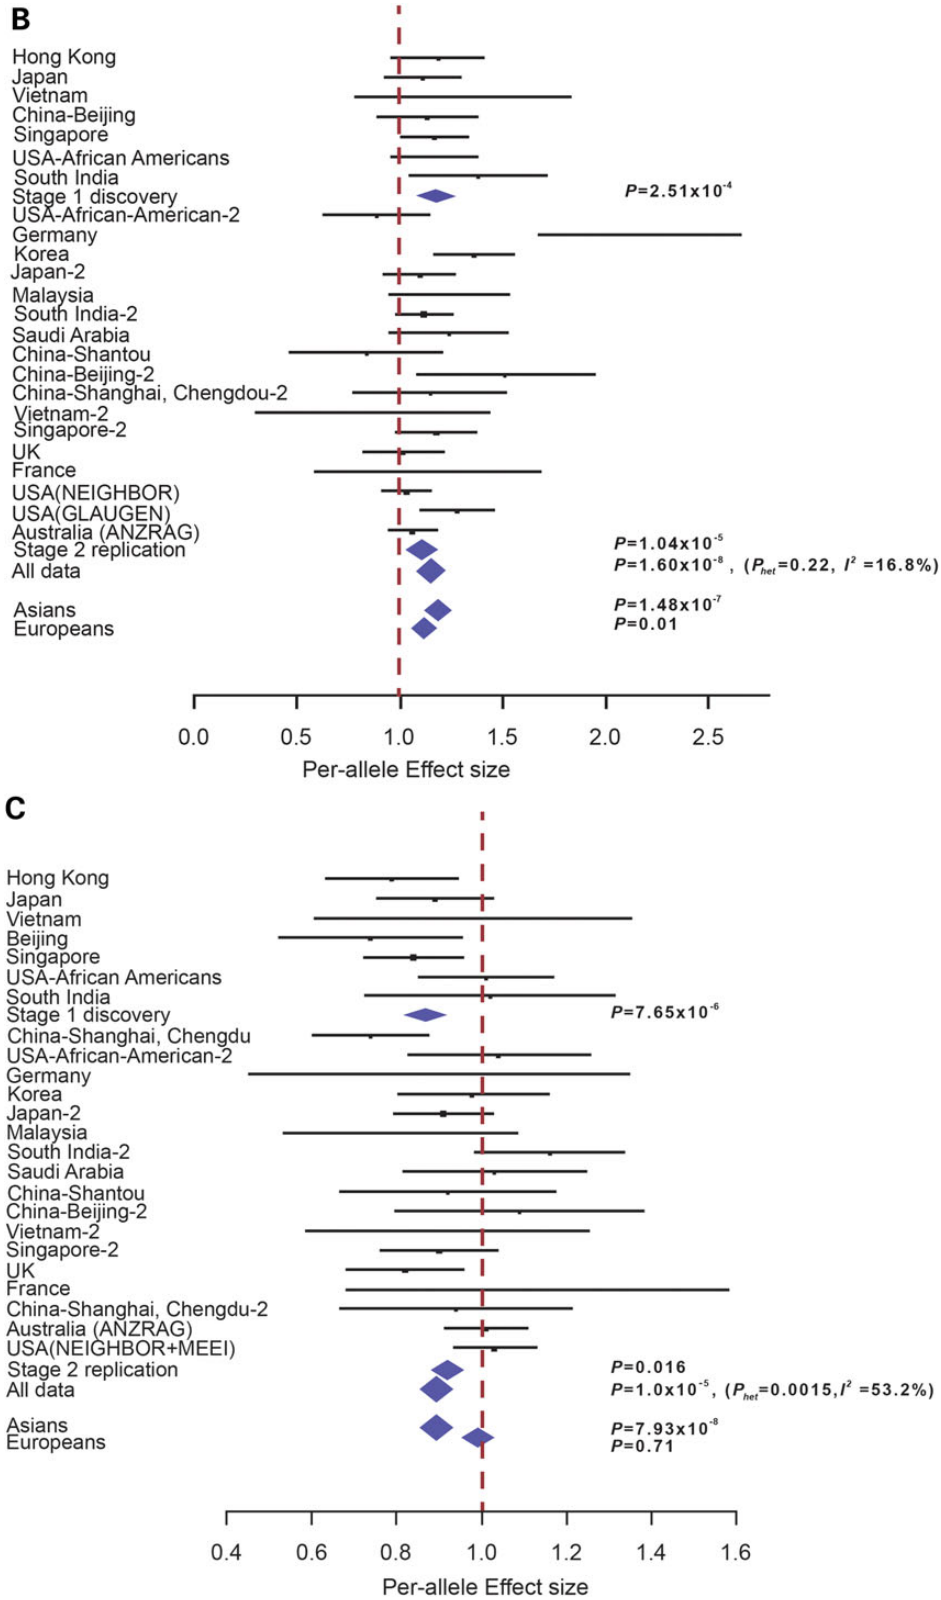 B
Hong Kong
Japan
Vietnam
China-Beijing
Singapore
USA-African Americans
South India
Stage 1 discovery P=2.51x10⁻⁴
USA-African-American-2
Germany
Korea
Japan-2
Malaysia
South India-2
Saudi Arabia
China-Shantou
China-Beijing-2
China-Shanghai, Chengdou-2
Vietnam-2
Singapore-2
UK
France
USA(NEIGHBOR)
USA(GLAUGEN)
Australia (ANZRAG)
Stage 2 replication P=1.04x10⁻⁵
All data P=1.60x10⁻⁸ , (Phet=0.22, I² =16.8%)
Asians P=1.48x10⁻⁷
Europeans P=0.01
0.0 0.5 1.0 1.5 2.0 2.5
Per-allele Effect size
C
Hong Kong
Japan
Vietnam
Beijing
Singapore
USA-African Americans
South India
Stage 1 discovery P=7.65x10⁻⁶
China-Shanghai, Chengdu
USA-African-American-2
Germany
Korea
Japan-2
Malaysia
South India-2
Saudi Arabia
China-Shantou
China-Beijing-2
Vietnam-2
Singapore-2
UK
France
China-Shanghai, Chengdu-2
Australia (ANZRAG)
USA(NEIGHBOR+MEEI)
Stage 2 replication P=0.016
All data P=1.0x10⁻⁵, (Phet=0.0015,I² =53.2%)
Asians P=7.93x10⁻⁸
Europeans P=0.71
0.4 0.6 0.8 1.0 1.2 1.4 1.6
Per-allele Effect size